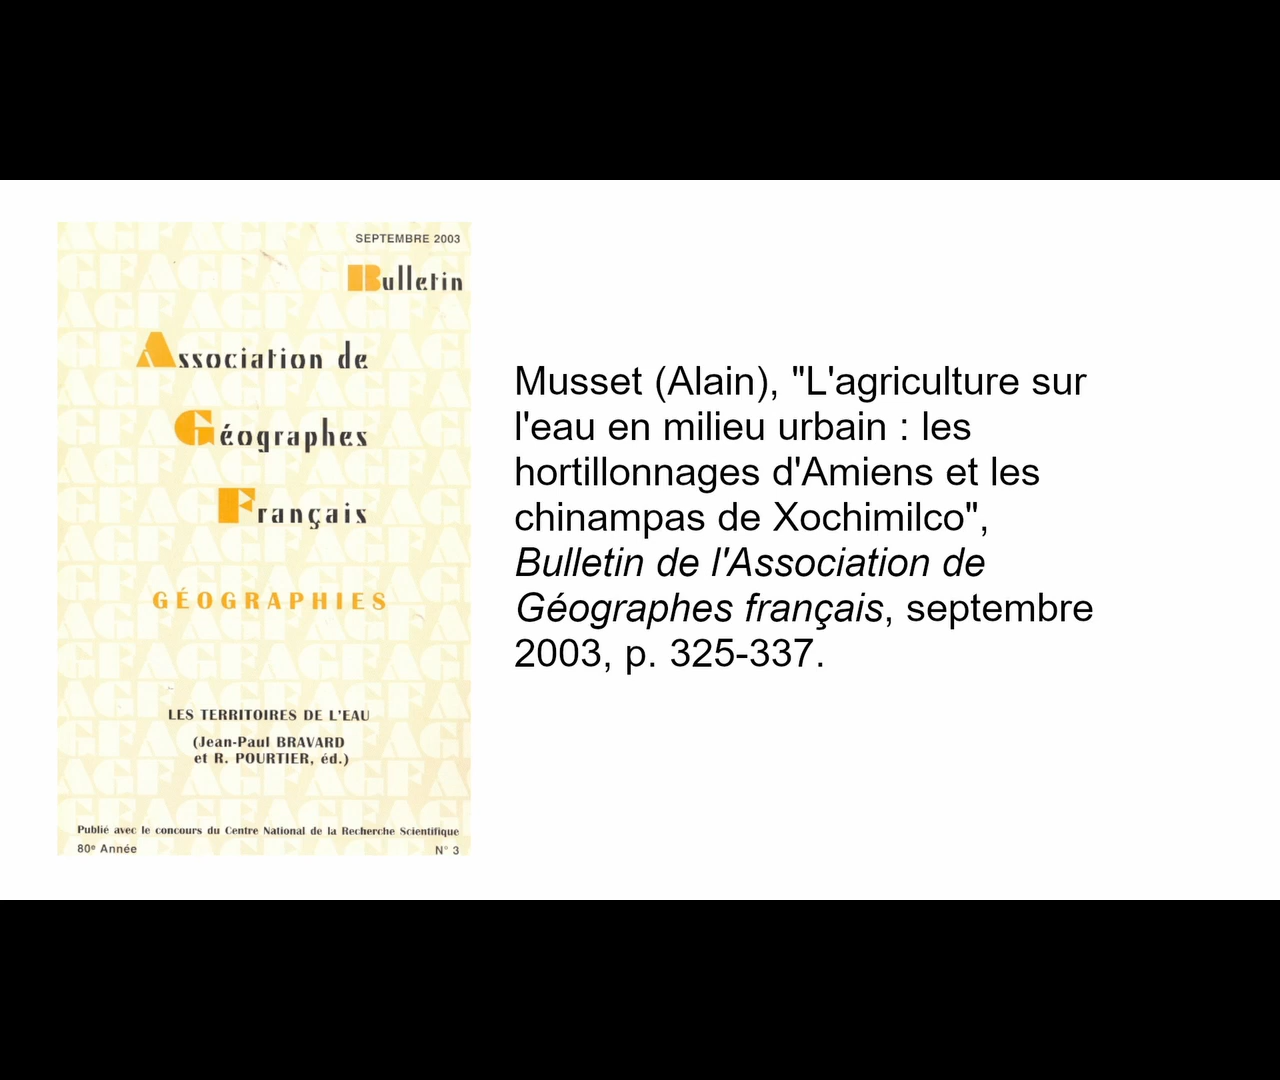 SEPTEMBRE 2003
Bulletin
Association de
Géographes
Français
GÉOGRAPHIES
LES TERRITOIRES DE L'EAU
(Jean-Paul BRAVARD
et R. POURTIER, éd.)
Publié avec le concours du Centre National de la Recherche Scientifique
80e Année
N° 3
Musset (Alain), "L'agriculture sur
l'eau en milieu urbain : les
hortillonnages d'Amiens et les
chinampas de Xochimilco",
Bulletin de l'Association de
Géographes français, septembre
2003, p. 325-337.